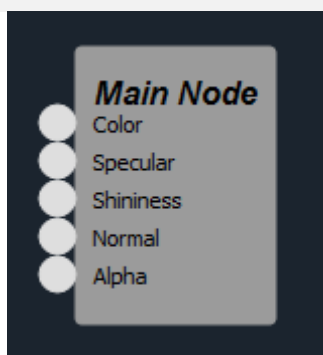 Main Node
Color
Specular
Shininess
Normal
Alpha